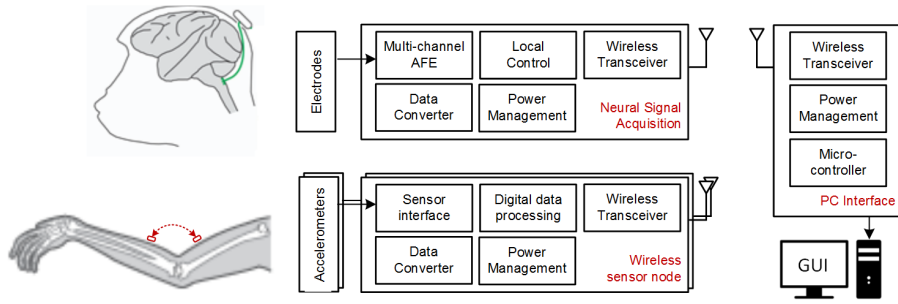 Electrodes
Multi-channel
AFE
Local
Control
Wireless
Transceiver
Data
Converter
Power
Management
Neural Signal
Acquisition
Accelerometers
Sensor
interface
Digital data
processing
Wireless
Transceiver
Data
Converter
Power
Management
Wireless
sensor node
Wireless
Transceiver
Power
Management
Micro-
controller
PC Interface
GUI